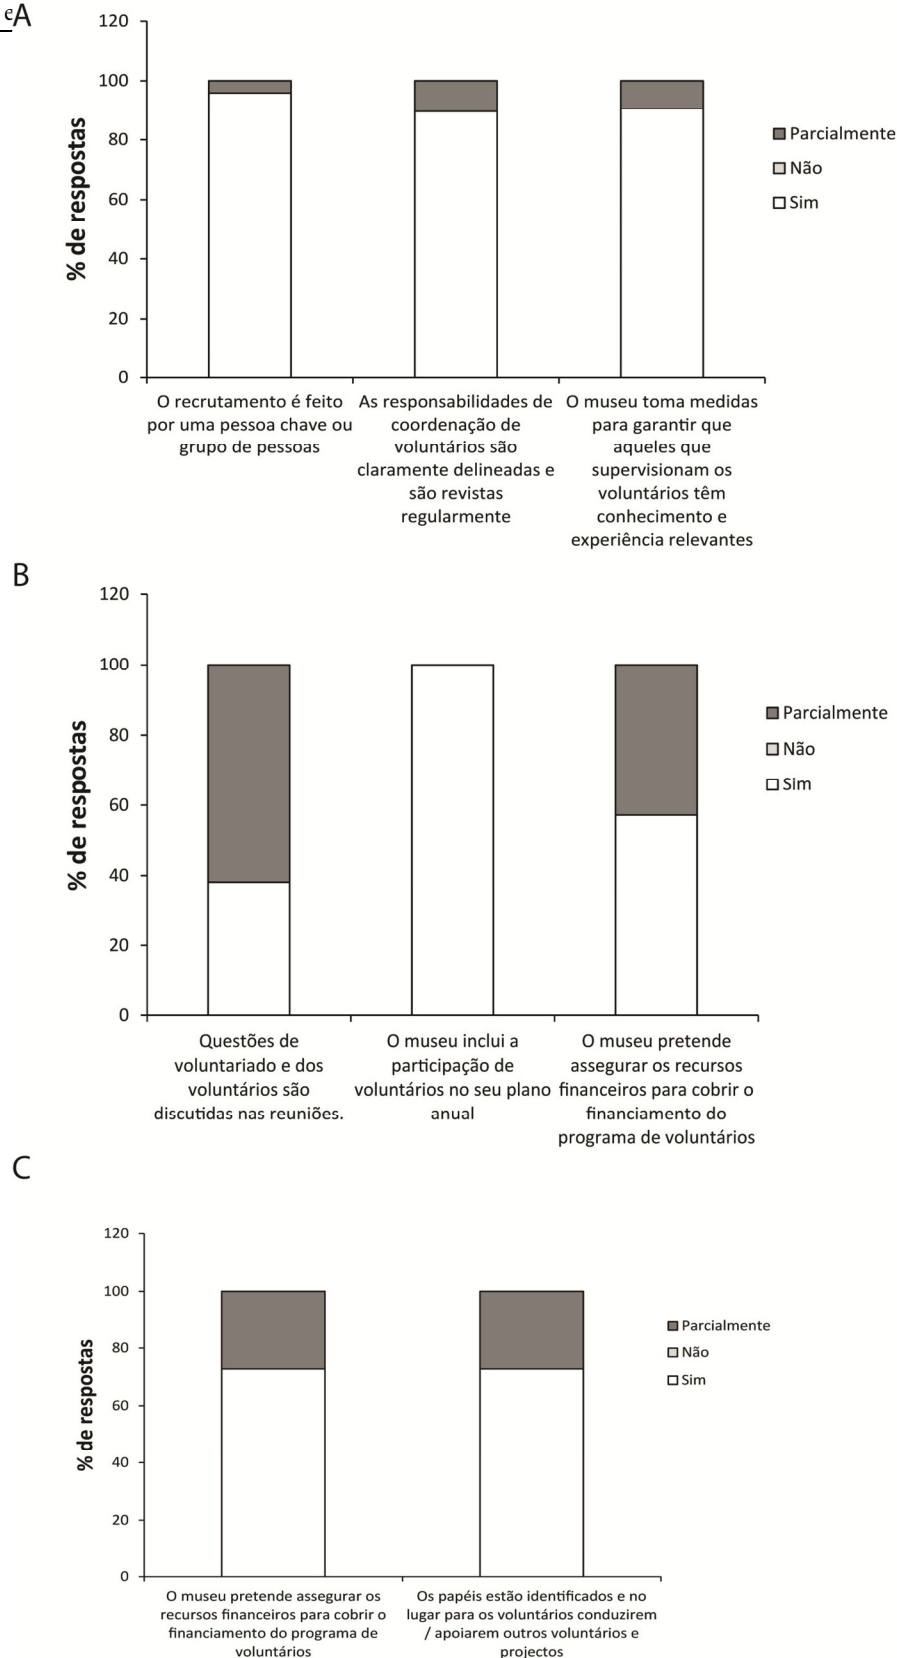 e
A
120
100
80
60
40
20
0
% de respostas
Parcialmente
Não
Sim
O recrutamento é feito
por uma pessoa chave ou
grupo de pessoas
As responsabilidades de
coordenação de
voluntários são
claramente delineadas e
são revistas
regularmente
O museu toma medidas
para garantir que
aqueles que
supervisionam os
voluntários têm
conhecimento e
experiência relevantes
B
120
100
80
60
40
20
0
% de respostas
Parcialmente
Não
Sim
Questões de
voluntariado e dos
voluntários são
discutidas nas reuniões.
O museu inclui a
participação de
voluntários no seu plano
anual
O museu pretende
assegurar os recursos
financeiros para cobrir o
financiamento do
programa de voluntários
C
120
100
80
60
40
20
0
% de respostas
Parcialmente
Não
Sim
O museu pretende assegurar os
recursos financeiros para cobrir o
financiamento do programa de
voluntários
Os papéis estão identificados e no
lugar para os voluntários conduzirem
/ apoiarem outros voluntários e
projectos